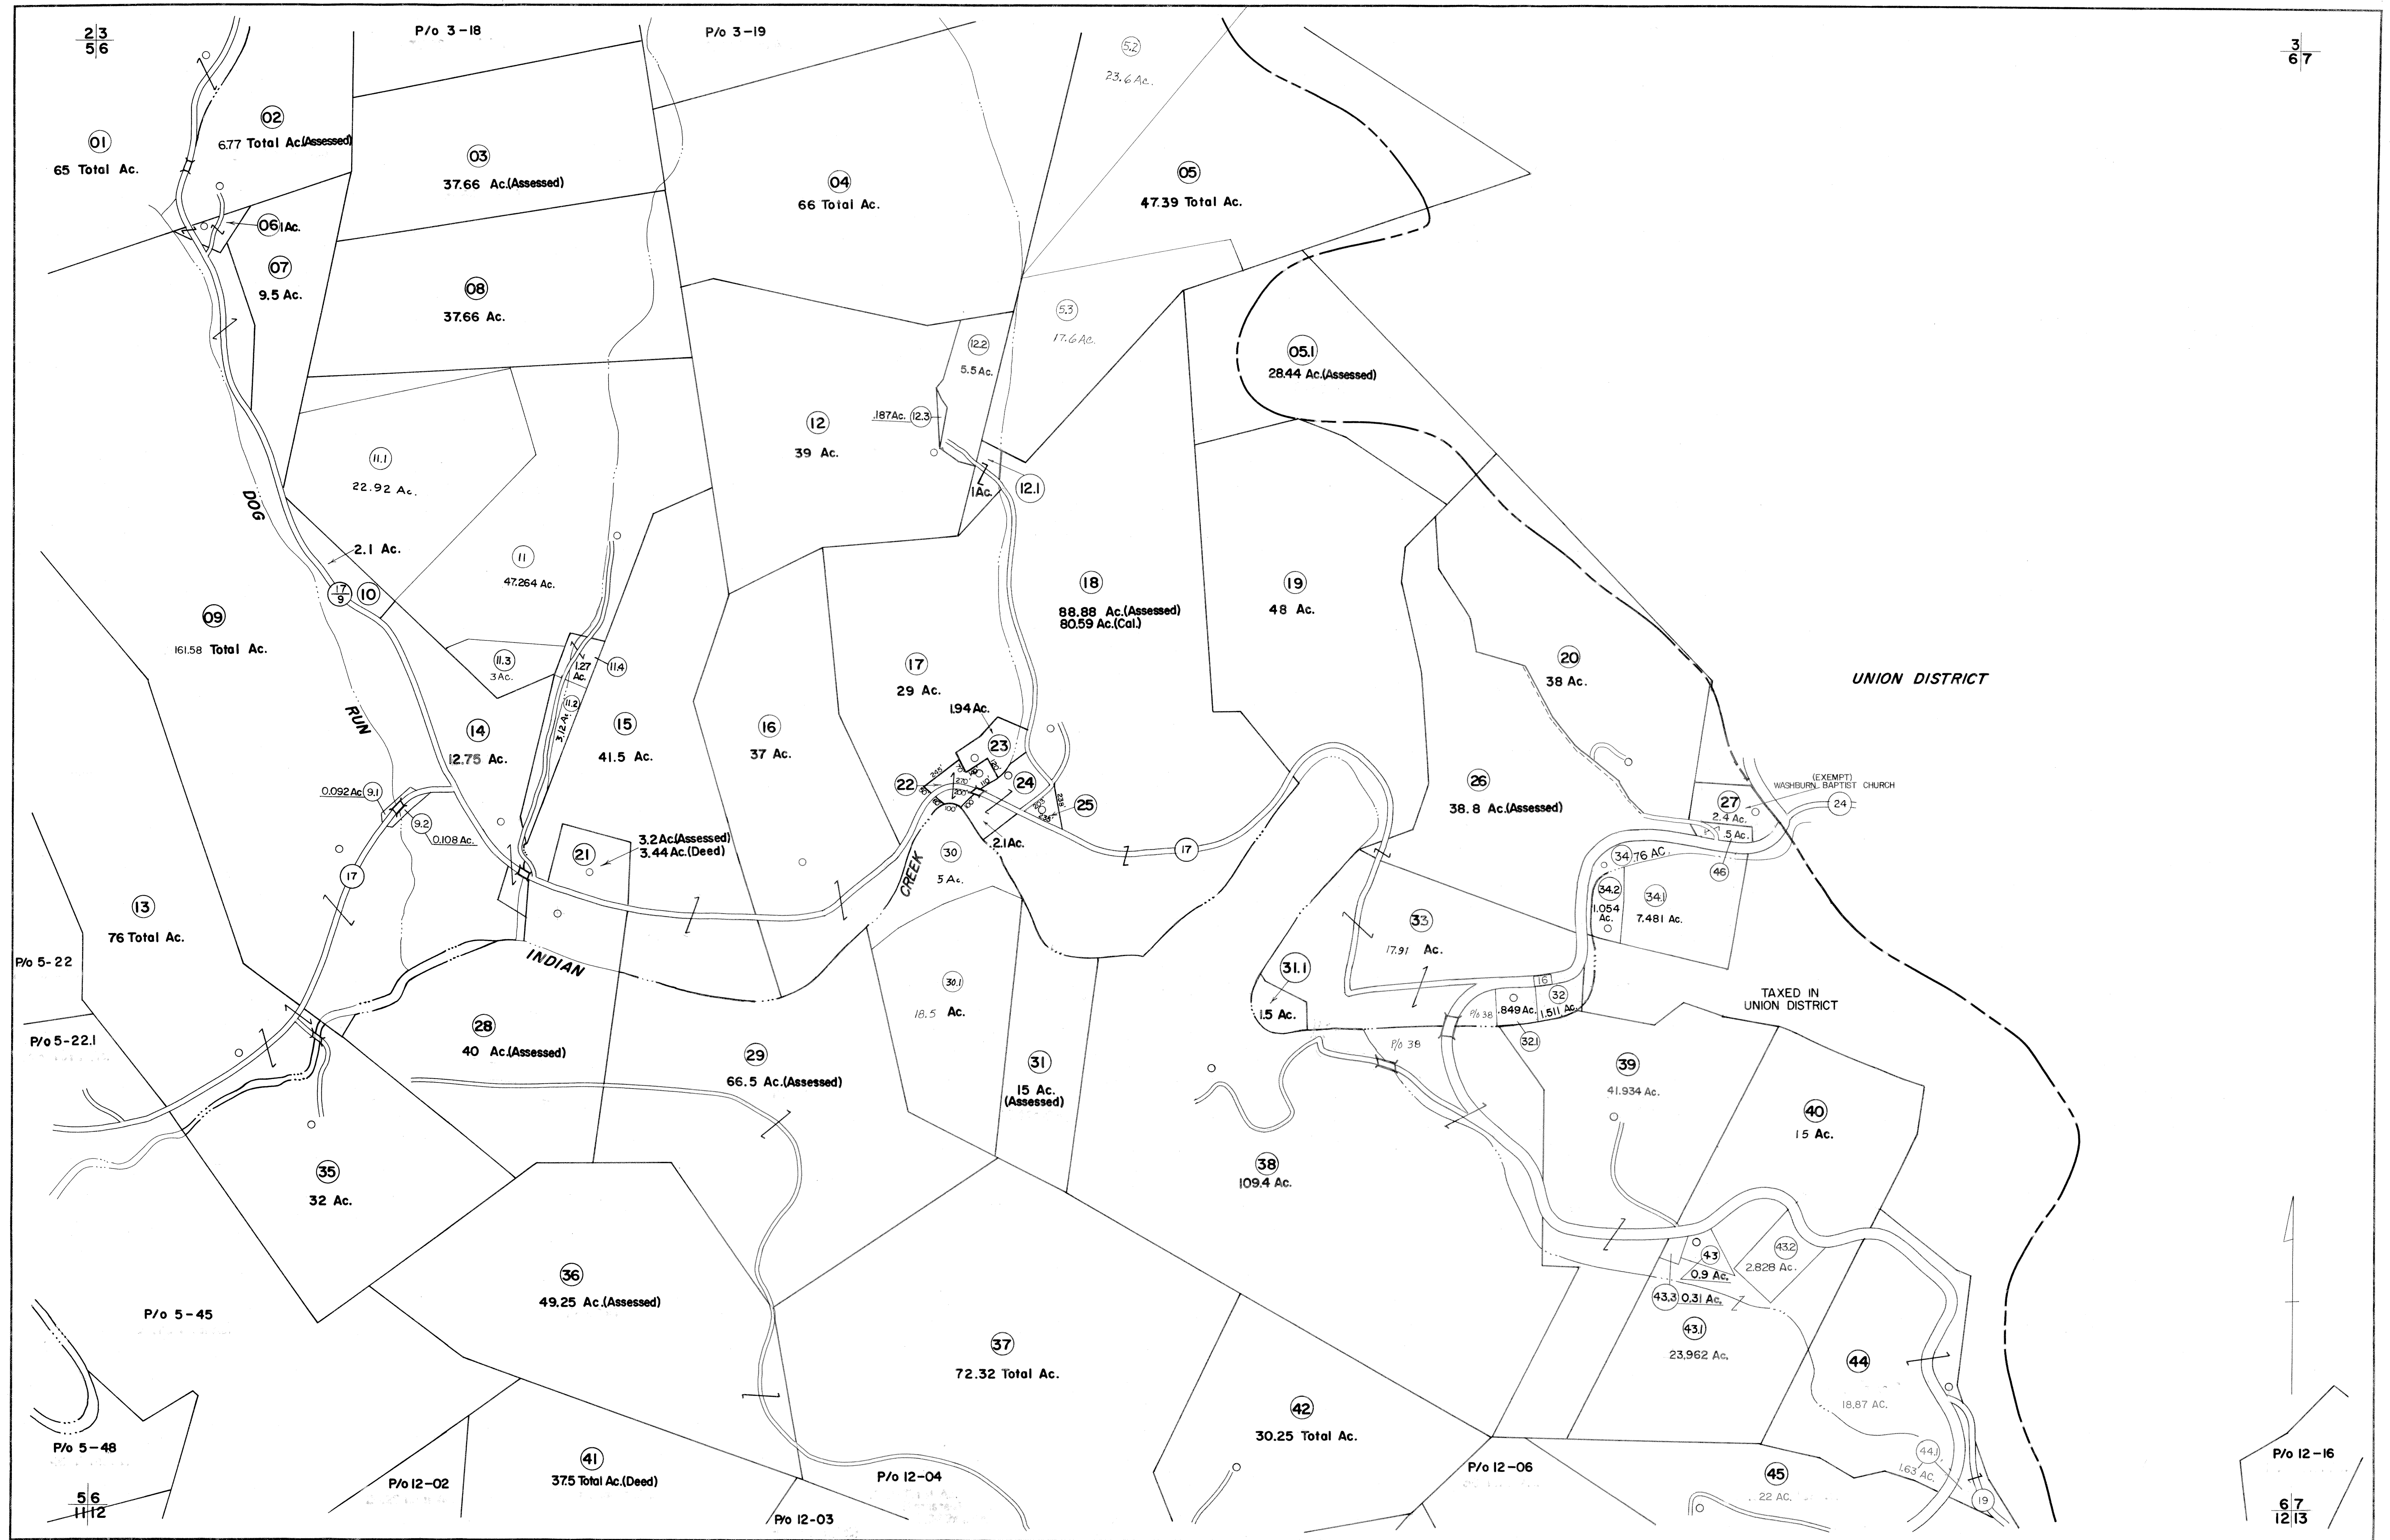 2|3
5|6
P/o 3-18
P/o 3-19
3
6|7
5.2
23.6 Ac.
01
65 Total Ac.
02
6.77 Total Ac.(Assessed)
03
37.66 Ac.(Assessed)
04
66 Total Ac.
05
47.39 Total Ac.
06 1Ac.
07
9.5 Ac.
08
37.66 Ac.
5.3
17.6 AC.
05.1
28.44 Ac.(Assessed)
12.2
5.5 Ac.
.187Ac. 12.3
12
39 Ac.
12.1
1Ac.
11.1
22.92 Ac.
DOG
2.1 Ac.
17
9
10
11
47.264 Ac.
09
161.58 Total Ac.
18
88.88 Ac.(Assessed)
80.59 Ac.(Cal.)
19
48 Ac.
11.3
3 Ac.
1.27
Ac.
11.4
11.2
3.12 Ac.
17
29 Ac.
20
38 Ac.
UNION DISTRICT
RUN
14
12.75 Ac.
15
41.5 Ac.
16
37 Ac.
1.94 Ac.
23
22
245'
270'
200'
100'
100
110'
24
25
238'
235'
26
38.8 Ac.(Assessed)
(EXEMPT)
WASHBURN BAPTIST CHURCH
27
2.4 Ac.
24
.5 Ac.
46
0.092 Ac. 9.1
9.2
0.108 Ac.
17
21
3.2 Ac.(Assessed)
3.44 Ac.(Deed)
2.1Ac.
17
CREEK
30
5 Ac.
34 .76 AC.
34.2
1.054
Ac.
34.1
7.481 Ac.
13
76 Total Ac.
33
17.91 Ac.
P/o 5-22
INDIAN
31.1
1.5 Ac.
16
32
1.511 Ac.
.849 Ac.
32.1
P/o 38
P/o 38
TAXED IN
UNION DISTRICT
30.1
18.5 Ac.
P/o 5-22.1
28
40 Ac.(Assessed)
29
66.5 Ac.(Assessed)
31
15 Ac.
(Assessed)
39
41.934 Ac.
40
15 Ac.
35
32 Ac.
38
109.4 Ac.
43
0.9 Ac.
43.2
2.828 Ac.
43.3 0.31 Ac.
43.1
23.962 Ac.
36
49.25 Ac.(Assessed)
P/o 5-45
37
72.32 Total Ac.
44
18.87 AC.
42
30.25 Total Ac.
P/o 5-48
P/o 12-02
41
37.5 Total Ac.(Deed)
P/o 12-04
P/o 12-03
P/o 12-06
45
22 AC.
44.1
1.63 AC.
19
P/o 12-16
5|6
11|12
6|7
12|13